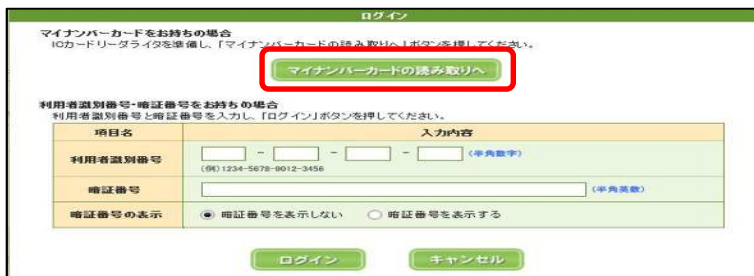 ログイン
マイナンバーカードをお持ちの場合
ICカードリーダライタを準備し、「マイナンバーカードの読み取りへ」ボタンを押してください。
マイナンバーカードの読み取りへ
利用者識別番号・暗証番号をお持ちの場合
利用者識別番号と暗証番号を入力し、「ログイン」ボタンを押してください。
項目名 入力内容
利用者識別番号 - - - (半角数字)
(例)1234-5678-9012-3456
暗証番号 (半角英数)
暗証番号の表示 暗証番号を表示しない 暗証番号を表示する
ログイン キャンセル